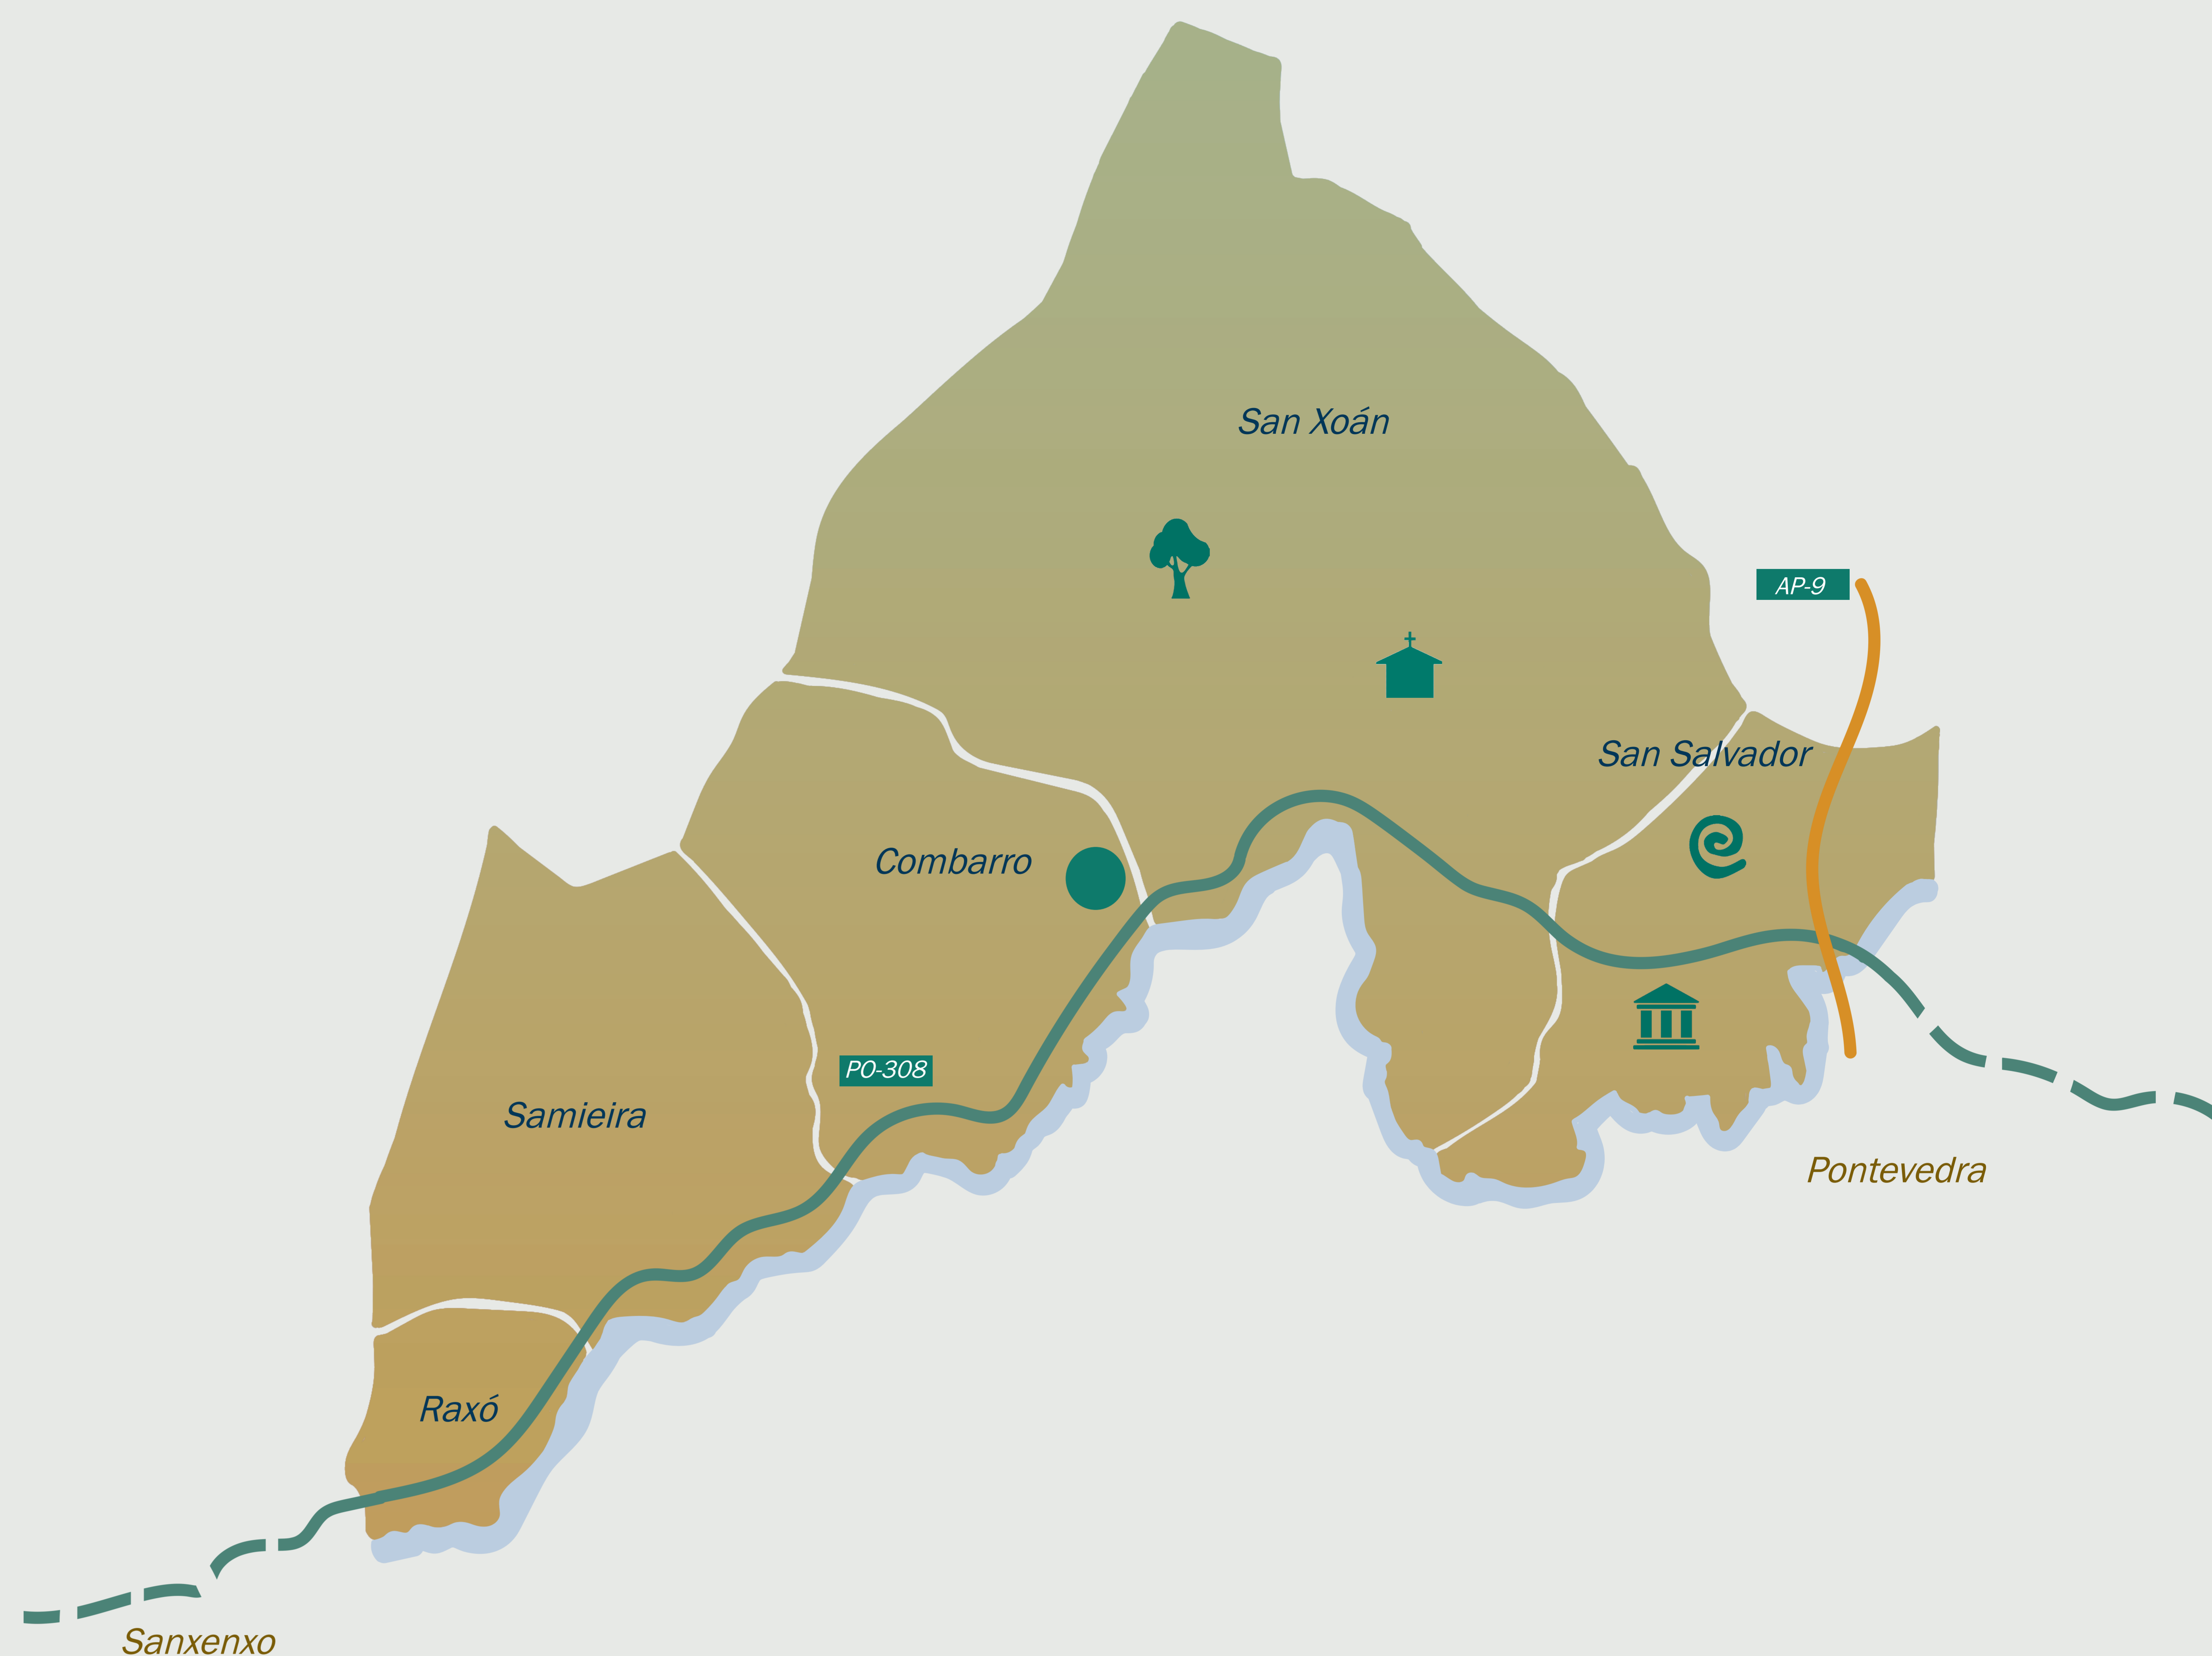 San Xoán
AP-9
San Salvador
Combarro
PO-308
Samieira
Pontevedra
Raxó
Sanxenxo